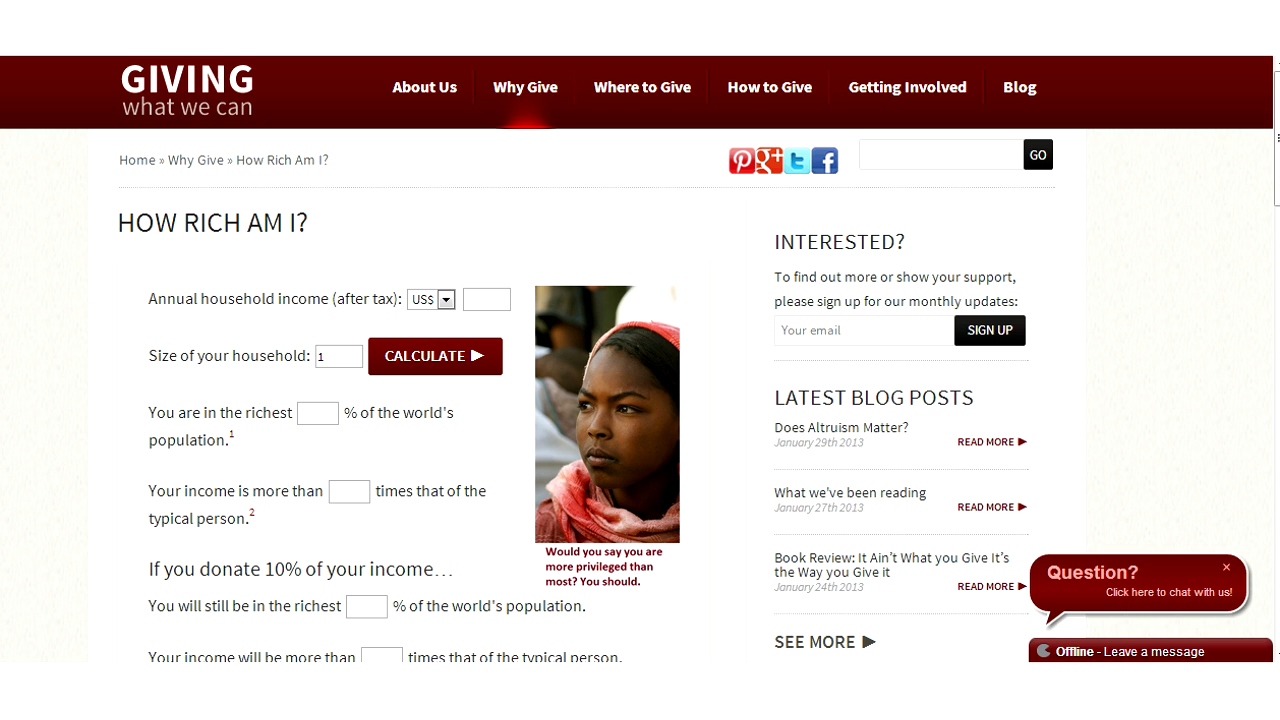 GIVING
what we can
About Us
Why Give
Where to Give
How to Give
Getting Involved
Blog
Home » Why Give » How Rich Am I?
GO
HOW RICH AM I?
Annual household income (after tax): US$
Size of your household: 1 CALCULATE ►
You are in the richest % of the world's
population.1
Your income is more than times that of the
typical person.2
Would you say you are
more privileged than
most? You should.
If you donate 10% of your income…
You will still be in the richest % of the world's population.
Your income will be more than times that of the typical person.
INTERESTED?
To find out more or show your support,
please sign up for our monthly updates:
Your email SIGN UP
LATEST BLOG POSTS
Does Altruism Matter?
January 29th 2013 READ MORE ►
What we've been reading
January 27th 2013 READ MORE ►
Book Review: It Ain’t What you Give It’s
the Way you Give it
January 24th 2013 READ MORE ►
SEE MORE ►
Question? ×
Click here to chat with us!
Offline - Leave a message